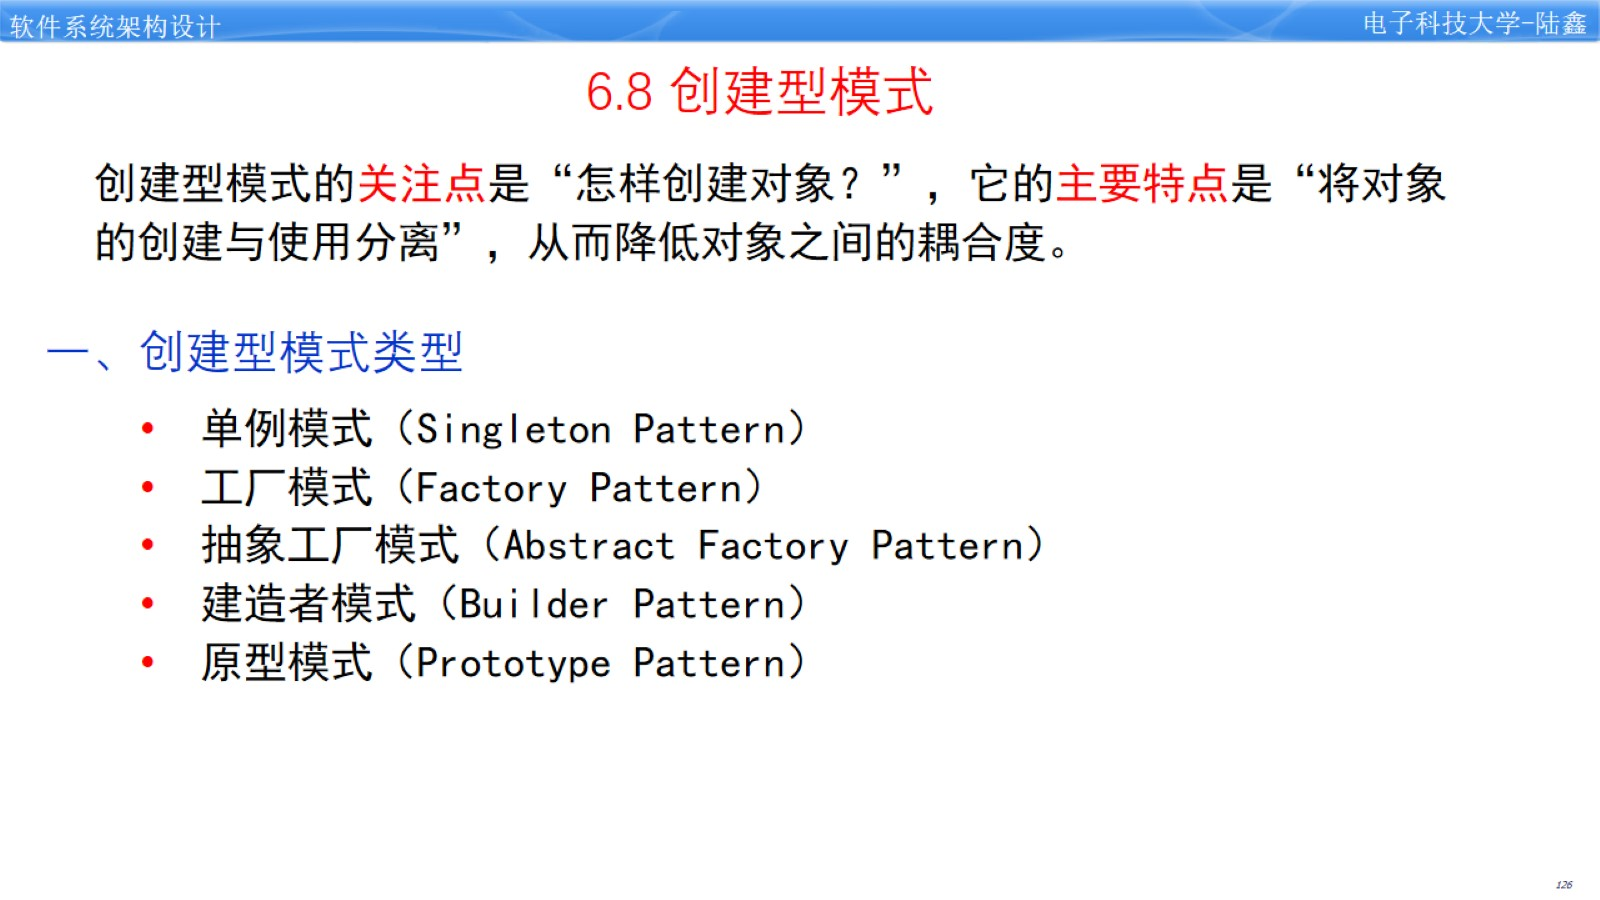 软件系统架构设计
电子科技大学-陆鑫
6.8 创建型模式
创建型模式的关注点是“怎样创建对象？”，它的主要特点是“将对象
的创建与使用分离”，从而降低对象之间的耦合度。
一、创建型模式类型
• 单例模式（Singleton Pattern）
• 工厂模式（Factory Pattern）
• 抽象工厂模式（Abstract Factory Pattern）
• 建造者模式（Builder Pattern）
• 原型模式（Prototype Pattern）
126